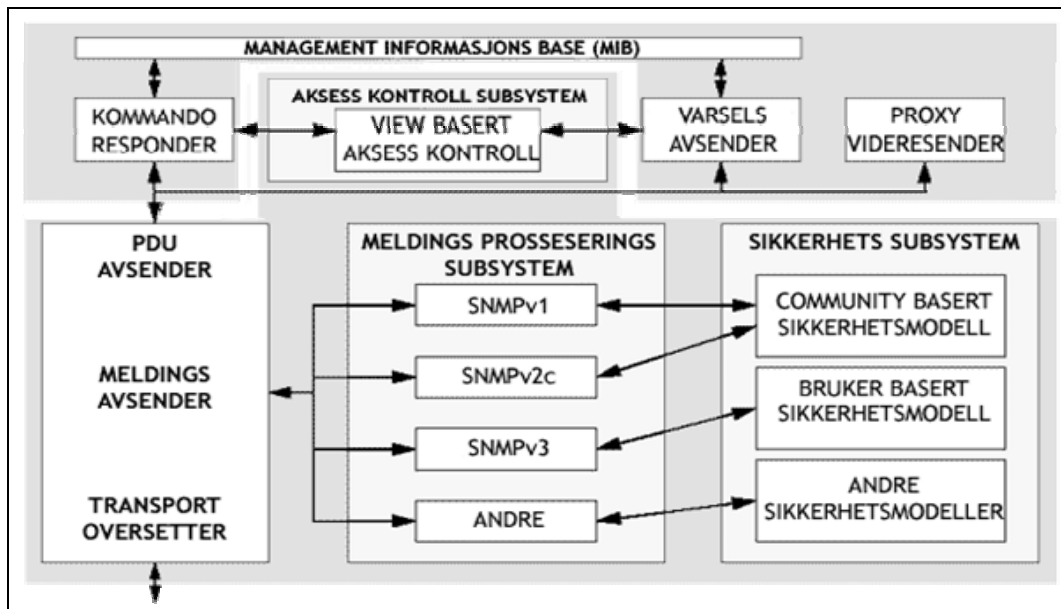 MANAGEMENT INFORMASJONS BASE (MIB)
KOMMANDO
RESPONDER
AKSESS KONTROLL SUBSYSTEM
VIEW BASERT
AKSESS KONTROLL
VARSELS
AVSENDER
PROXY
VIDERESENDER
PDU
AVSENDER
MELDINGS
AVSENDER
TRANSPORT
OVERSETTER
MELDINGS PROSSESERINGS
SUBSYSTEM
SNMPv1
SNMPv2c
SNMPv3
ANDRE
SIKKERHETS SUBSYSTEM
COMMUNITY BASERT
SIKKERHETSMODELL
BRUKER BASERT
SIKKERHETSMODELL
ANDRE
SIKKERHETSMODELLER